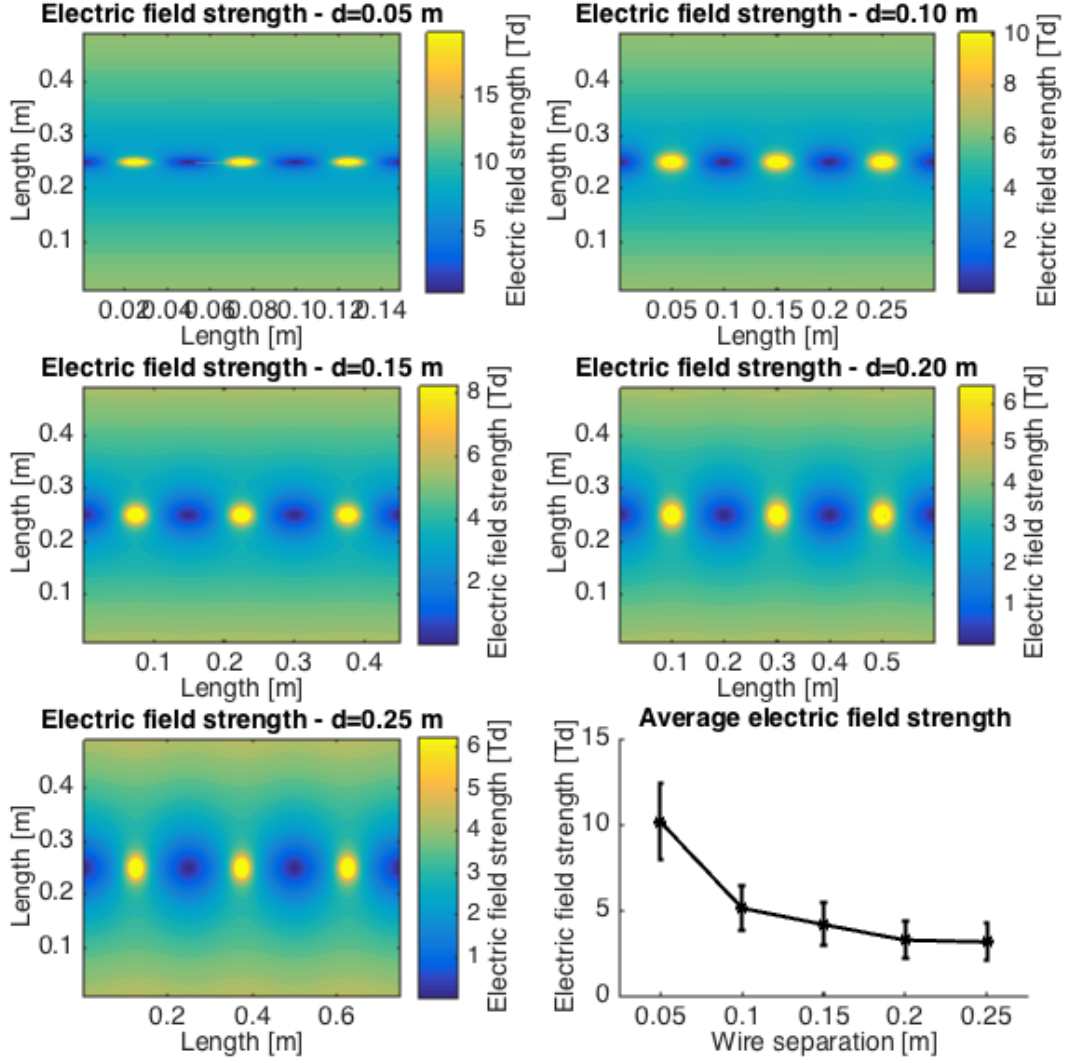 Electric field strength - d=0.05 m
Length [m]
0.4
0.3
0.2
0.1
0.02 0.04 0.06 0.08 0.10 0.12 0.14
Length [m]
15
10
5
Electric field strength [Td]
Electric field strength - d=0.10 m
Length [m]
0.4
0.3
0.2
0.1
0.05 0.1 0.15 0.2 0.25
Length [m]
10
8
6
4
2
Electric field strength [Td]
Electric field strength - d=0.15 m
Length [m]
0.4
0.3
0.2
0.1
0.1 0.2 0.3 0.4
Length [m]
8
6
4
2
Electric field strength [Td]
Electric field strength - d=0.20 m
Length [m]
0.4
0.3
0.2
0.1
0.1 0.2 0.3 0.4 0.5
Length [m]
6
5
4
3
2
1
Electric field strength [Td]
Electric field strength - d=0.25 m
Length [m]
0.4
0.3
0.2
0.1
0.2 0.4 0.6
Length [m]
6
5
4
3
2
1
Electric field strength [Td]
Average electric field strength
Electric field strength [Td]
15
10
5
0
0.05 0.1 0.15 0.2 0.25
Wire separation [m]